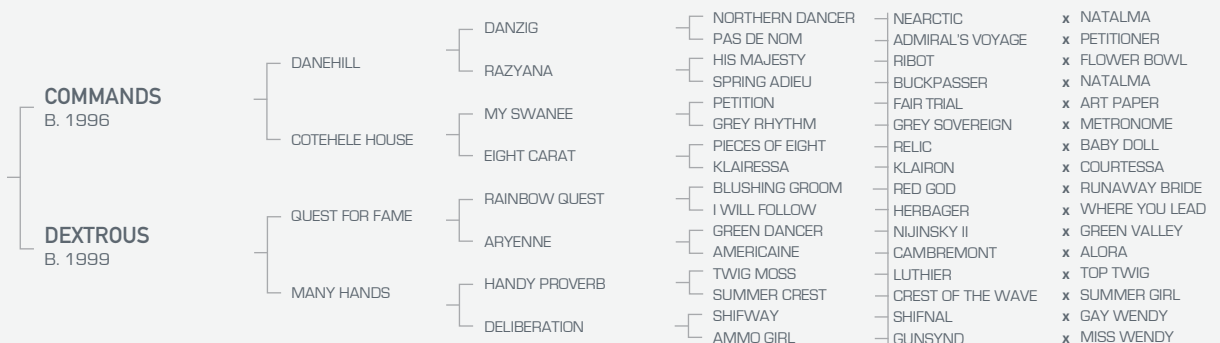 COMMANDS
B. 1996
DEXTROUS
B. 1999
DANEHILL
COTEHELE HOUSE
QUEST FOR FAME
MANY HANDS
DANZIG
RAZYANA
MY SWANEE
EIGHT CARAT
RAINBOW QUEST
ARYENNE
HANDY PROVERB
DELIBERATION
NORTHERN DANCER
PAS DE NOM
HIS MAJESTY
SPRING ADIEU
PETITION
GREY RHYTHM
PIECES OF EIGHT
KLAIRESSA
BLUSHING GROOM
I WILL FOLLOW
GREEN DANCER
AMERICAINE
TWIG MOSS
SUMMER CREST
SHIFWAY
AMMO GIRL
NEARCTIC x NATALMA
ADMIRAL'S VOYAGE x PETITIONER
RIBOT x FLOWER BOWL
BUCKPASSER x NATALMA
FAIR TRIAL x ART PAPER
GREY SOVEREIGN x METRONOME
RELIC x BABY DOLL
KLAIRON x COURTESSA
RED GOD x RUNAWAY BRIDE
HERBAGER x WHERE YOU LEAD
NIJINSKY II x GREEN VALLEY
CAMBREMONT x ALORA
LUTHIER x TOP TWIG
CREST OF THE WAVE x SUMMER GIRL
SHIFNAL x GAY WENDY
GUNSYND x MISS WENDY